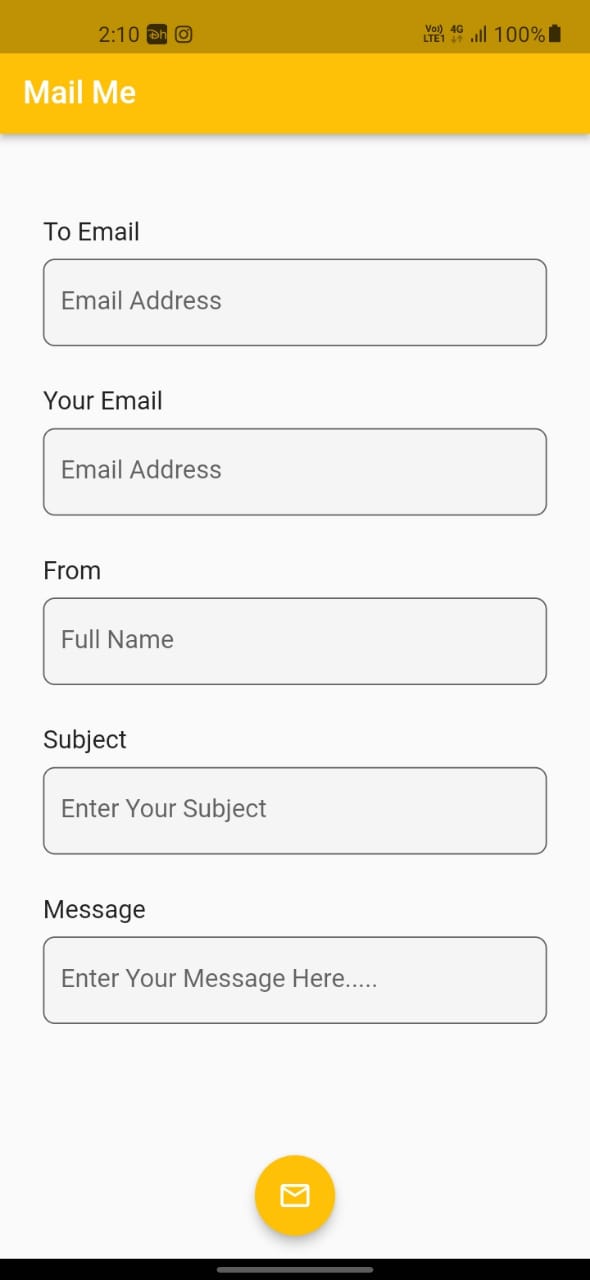 2:10 Vo) 4G 100%
LTE1
Mail Me
To Email
Email Address
Your Email
Email Address
From
Full Name
Subject
Enter Your Subject
Message
Enter Your Message Here.....